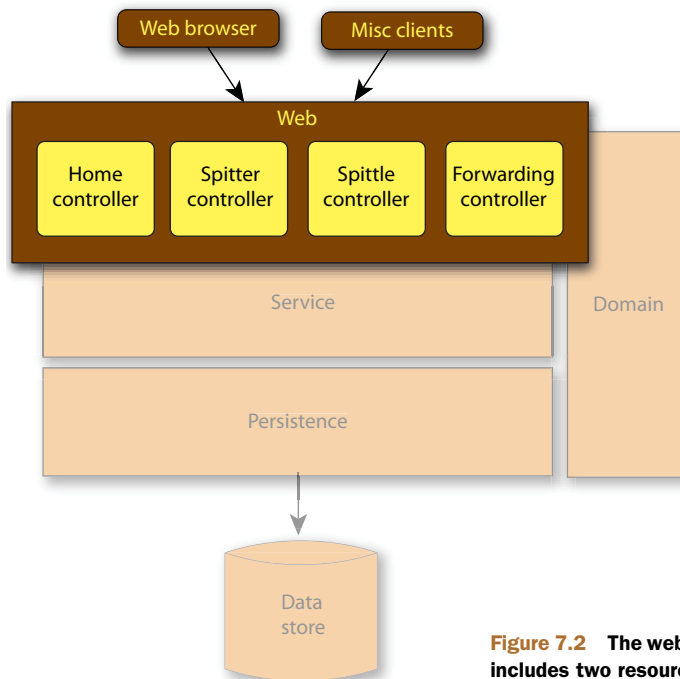 Web browser
Misc clients
Web
Home
controller
Spitter
controller
Spittle
controller
Forwarding
controller
Service
Domain
Persistence
Data
store
Figure 7.2 The web
includes two resour